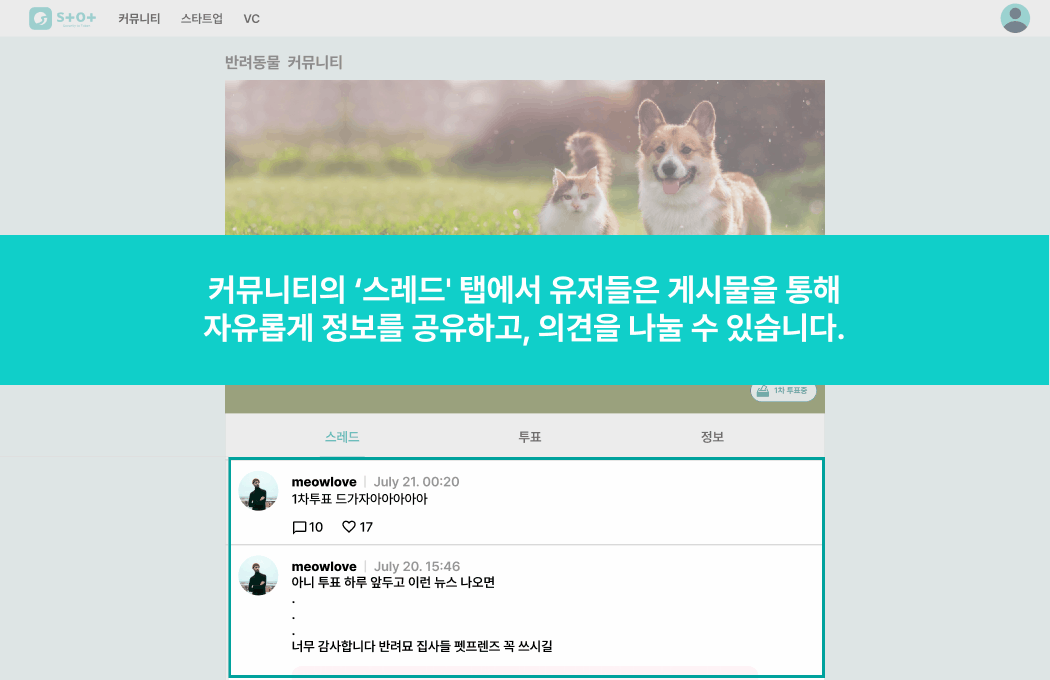 S+O+
커뮤니티
스타트업
VC
반려동물 커뮤니티
커뮤니티의 ‘스레드' 탭에서 유저들은 게시물을 통해
자유롭게 정보를 공유하고, 의견을 나눌 수 있습니다.
1차 투표중
스레드
투표
정보
meowlove | July 21. 00:20
1차투표 드가자아아아아아
10 17
meowlove | July 20. 15:46
아니 투표 하루 앞두고 이런 뉴스 나오면
.
.
.
너무 감사합니다 반려묘 집사들 펫프렌즈 꼭 쓰시길